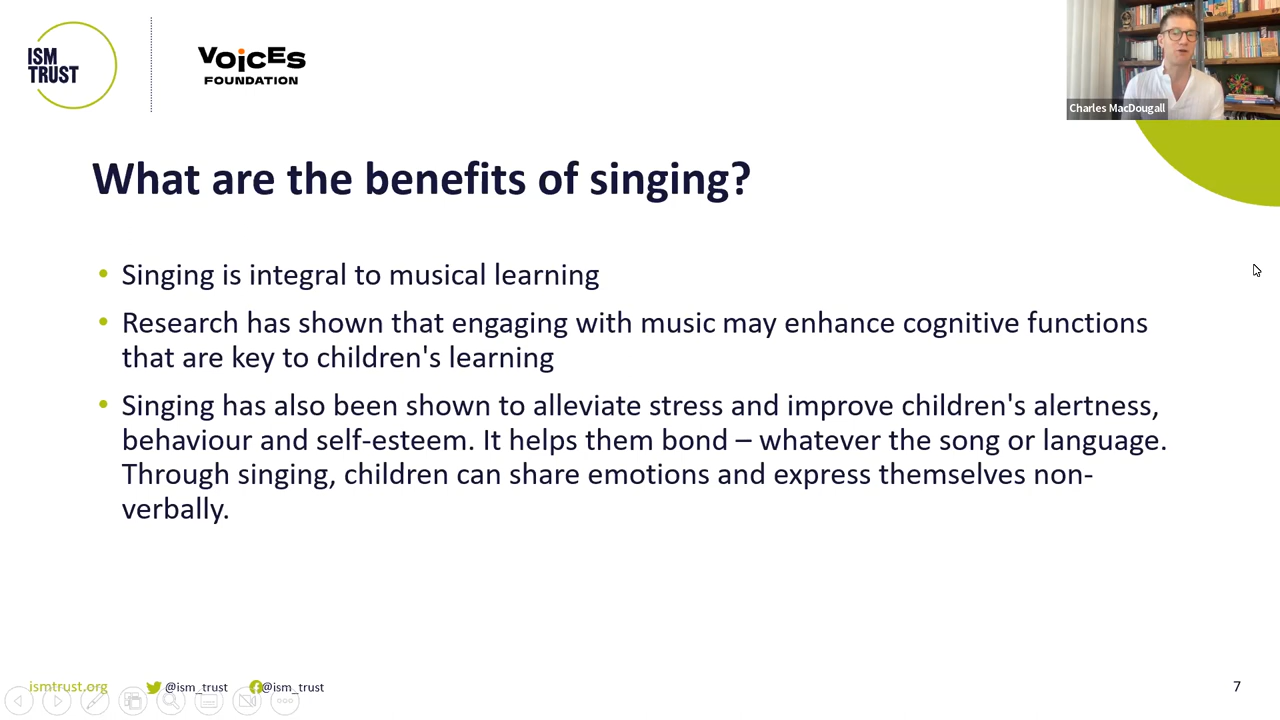 ISM
TRUST
VoicEs
FOUNDATION
Charles MacDougall
What are the benefits of singing?
• Singing is integral to musical learning
• Research has shown that engaging with music may enhance cognitive functions
that are key to children's learning
• Singing has also been shown to alleviate stress and improve children's alertness,
behaviour and self-esteem. It helps them bond – whatever the song or language.
Through singing, children can share emotions and express themselves non-
verbally.
ismtrust.org @ism_trust @ism_trust 7